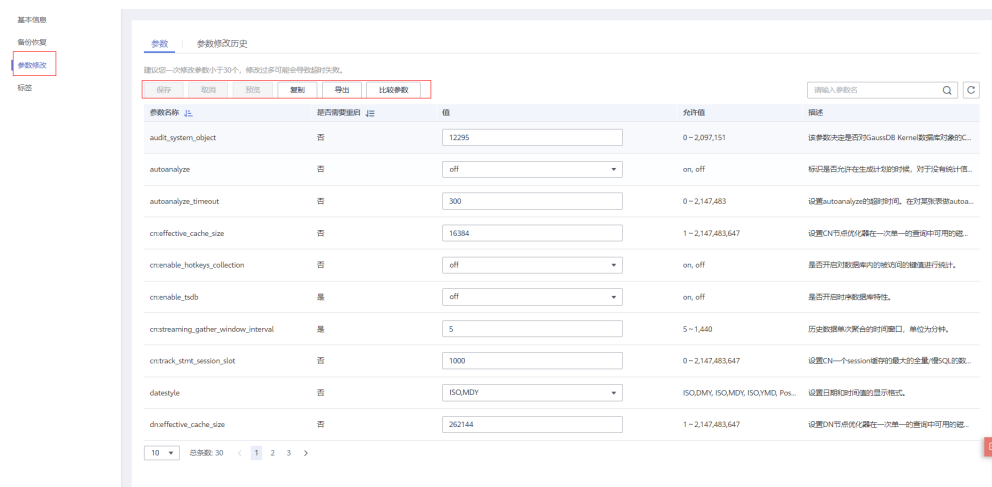 基本信息
备份恢复
参数修改
标签
参数 参数修改历史
建议您一次修改参数小于30个，修改过多可能会导致超时失败。
保存 取消 预览 复制 导出 比较参数 请输入参数名
参数名称 是否需要重启 值 允许值 描述
audit_system_object 否 12295 0 ~ 2,097,151 该参数决定是否对GaussDB Kernel数据库对象的C...
autoanalyze 否 off on, off 标识是否允许在生成计划的时候，对于没有统计信...
autoanalyze_timeout 否 300 0 ~ 2,147,483 设置autoanalyze的超时时间。在对某张表做autoa...
cn:effective_cache_size 否 16384 1 ~ 2,147,483,647 设置CN节点优化器在一次单一的查询中可用的磁...
cn:enable_hotkeys_collection 否 off on, off 是否开启对数据库内的被访问的键值进行统计。
cn:enable_tsdb 是 off on, off 是否开启时序数据库特性。
cn:streaming_gather_window_interval 是 5 5 ~ 1,440 历史数据单次聚合的时间窗口，单位为分钟。
cn:track_stmt_session_slot 否 1000 0 ~ 2,147,483,647 设置CN一个session缓存的最大的全量/慢SQL的数...
datestyle 否 ISO,MDY ISO,DMY, ISO,MDY, ISO,YMD, Pos... 设置日期和时间值的显示格式。
dn:effective_cache_size 否 262144 1 ~ 2,147,483,647 设置DN节点优化器在一次单一的查询中可用的磁...
10 总条数: 30 < 1 2 3 >